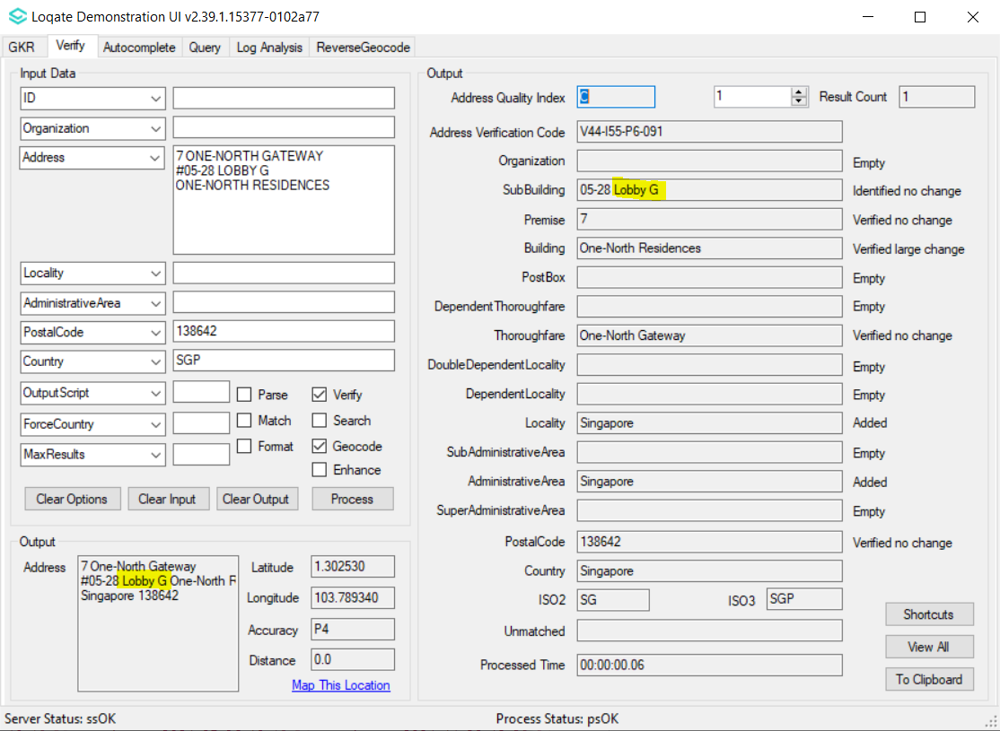 Loqate Demonstration UI v2.39.1.15377-0102a77
GKR Verify Autocomplete Query Log Analysis ReverseGeocode
Input Data
ID
Organization
Address
7 ONE-NORTH GATEWAY
#05-28 LOBBY G
ONE-NORTH RESIDENCES
Locality
AdministrativeArea
PostalCode 138642
Country SGP
OutputScript Parse Verify
ForceCountry Match Search
MaxResults Format Geocode
Enhance
Clear Options Clear Input Clear Output Process
Output
Address
7 One-North Gateway
#05-28 Lobby G One-North F
Singapore 138642
Latitude 1.302530
Longitude 103.789340
Accuracy P4
Distance 0.0
Map This Location
Output
Address Quality Index C 1 Result Count 1
Address Verification Code V44-I55-P6-091
Organization Empty
SubBuilding 05-28 Lobby G Identified no change
Premise 7 Verified no change
Building One-North Residences Verified large change
PostBox Empty
DependentThoroughfare Empty
Thoroughfare One-North Gateway Verified no change
DoubleDependentLocality Empty
DependentLocality Empty
Locality Singapore Added
SubAdministrativeArea Empty
AdministrativeArea Singapore Added
SuperAdministrativeArea Empty
PostalCode 138642 Verified no change
Country Singapore
ISO2 SG ISO3 SGP
Unmatched
Processed Time 00:00:00.06
Shortcuts
View All
To Clipboard
Server Status: ssOK Process Status: psOK